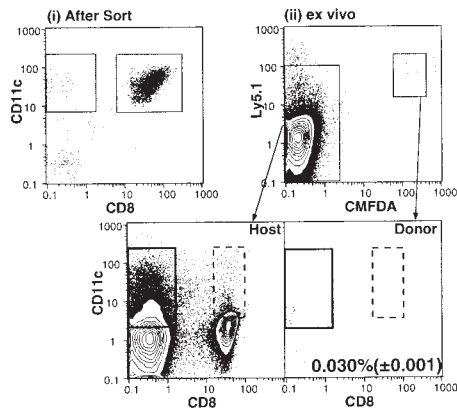 (i) After Sort
(ii) ex vivo
1000
100
10
1
0.1
CD11c
0.1 1 10 100 1000
CD8
1000
100
10
1
0.1
Ly5.1
0.1 1 10 100 1000
CMFDA
Host
Donor
1000
100
10
1
0.1
CD11c
0.030%(±0.001)
0.1 1 10 100 1000
CD8
0.1 1 10 100 1000
CD8